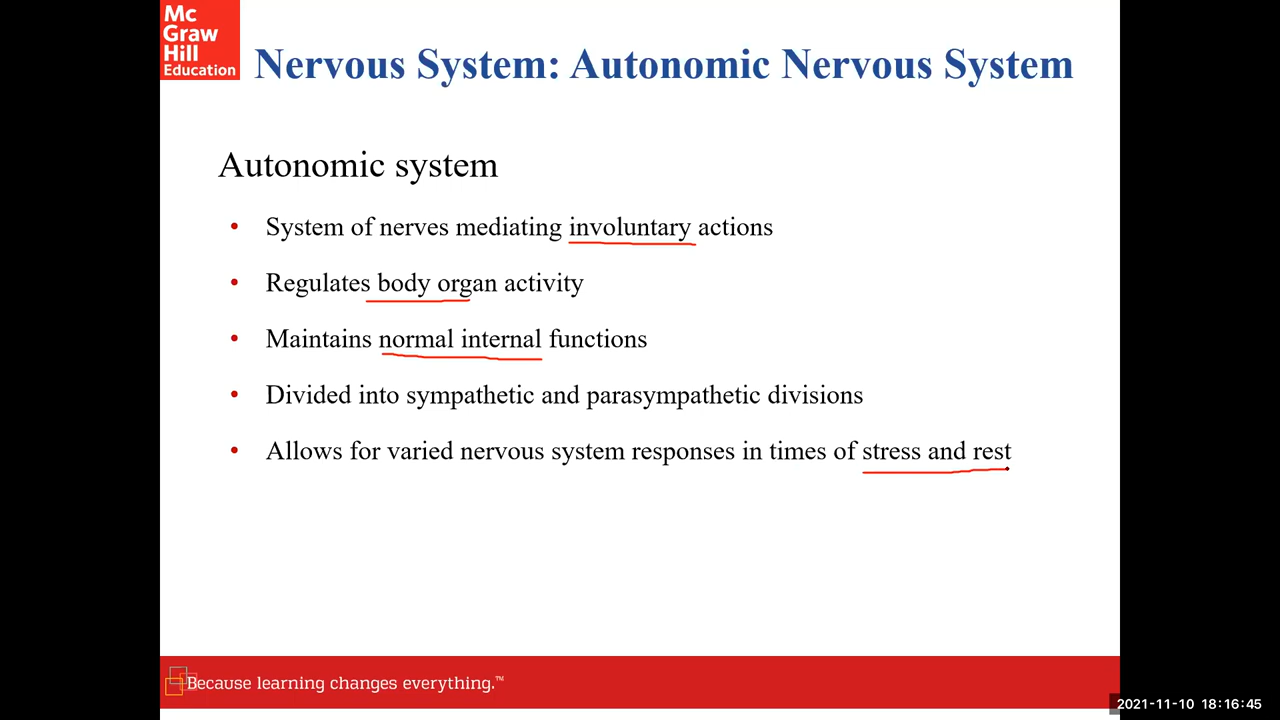 Mc
Graw
Hill
Education
Nervous System: Autonomic Nervous System
Autonomic system
• System of nerves mediating involuntary actions
• Regulates body organ activity
• Maintains normal internal functions
• Divided into sympathetic and parasympathetic divisions
• Allows for varied nervous system responses in times of stress and rest
Because learning changes everything.™
2021-11-10 18:16:45